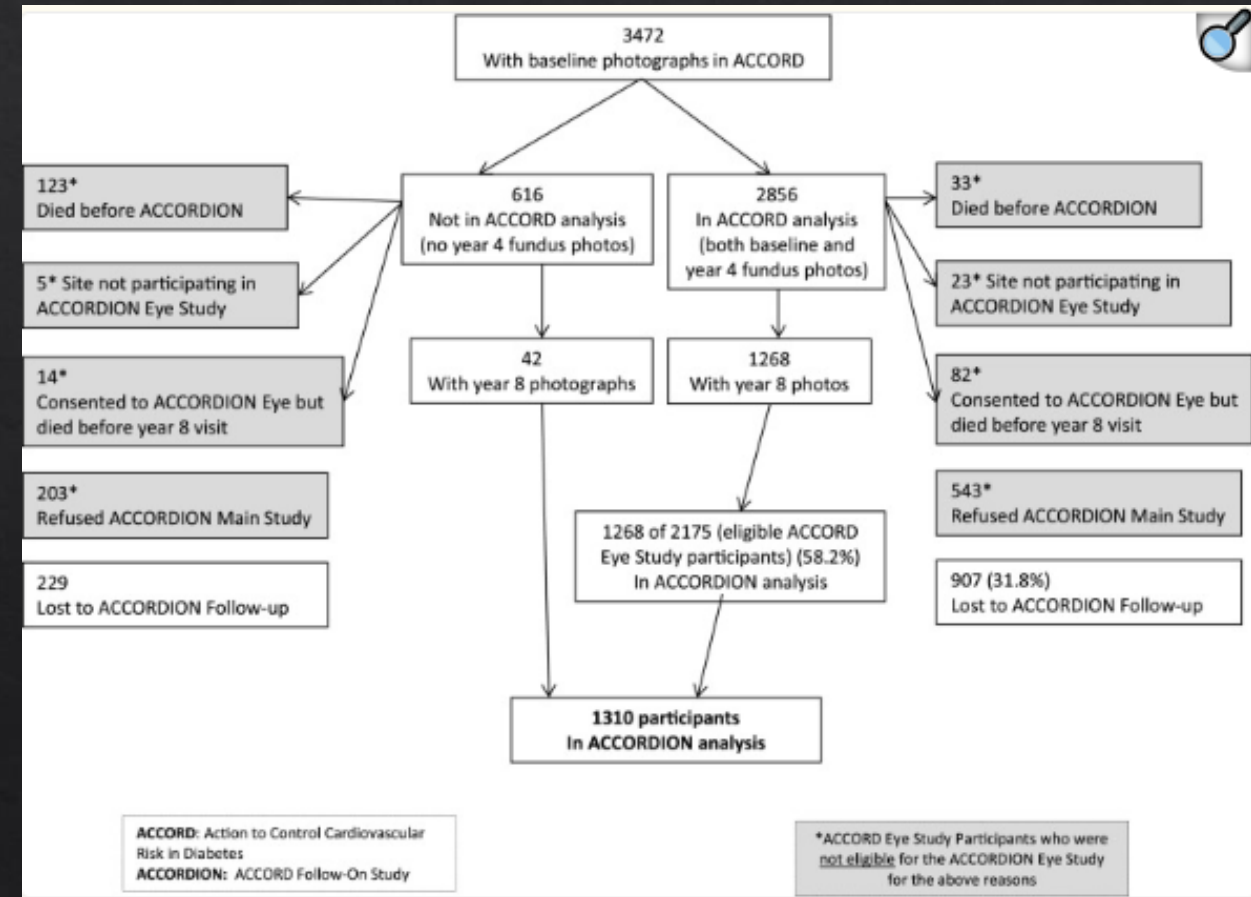 3472
With baseline photographs in ACCORD
123*
Died before ACCORDION
616
Not in ACCORD analysis
(no year 4 fundus photos)
2856
In ACCORD analysis
(both baseline and
year 4 fundus photos)
33*
Died before ACCORDION
5* Site not participating in
ACCORDION Eye Study
23* Site not participating in
ACCORDION Eye Study
14*
Consented to ACCORDION Eye but
died before year 8 visit
42
With year 8 photographs
1268
With year 8 photos
82*
Consented to ACCORDION Eye but
died before year 8 visit
203*
Refused ACCORDION Main Study
543*
Refused ACCORDION Main Study
1268 of 2175 (eligible ACCORD
Eye Study participants) (58.2%)
In ACCORDION analysis
229
Lost to ACCORDION Follow-up
907 (31.8%)
Lost to ACCORDION Follow-up
1310 participants
In ACCORDION analysis
ACCORD: Action to Control Cardiovascular
Risk in Diabetes
ACCORDION: ACCORD Follow-On Study
*ACCORD Eye Study Participants who were
not eligible for the ACCORDION Eye Study
for the above reasons